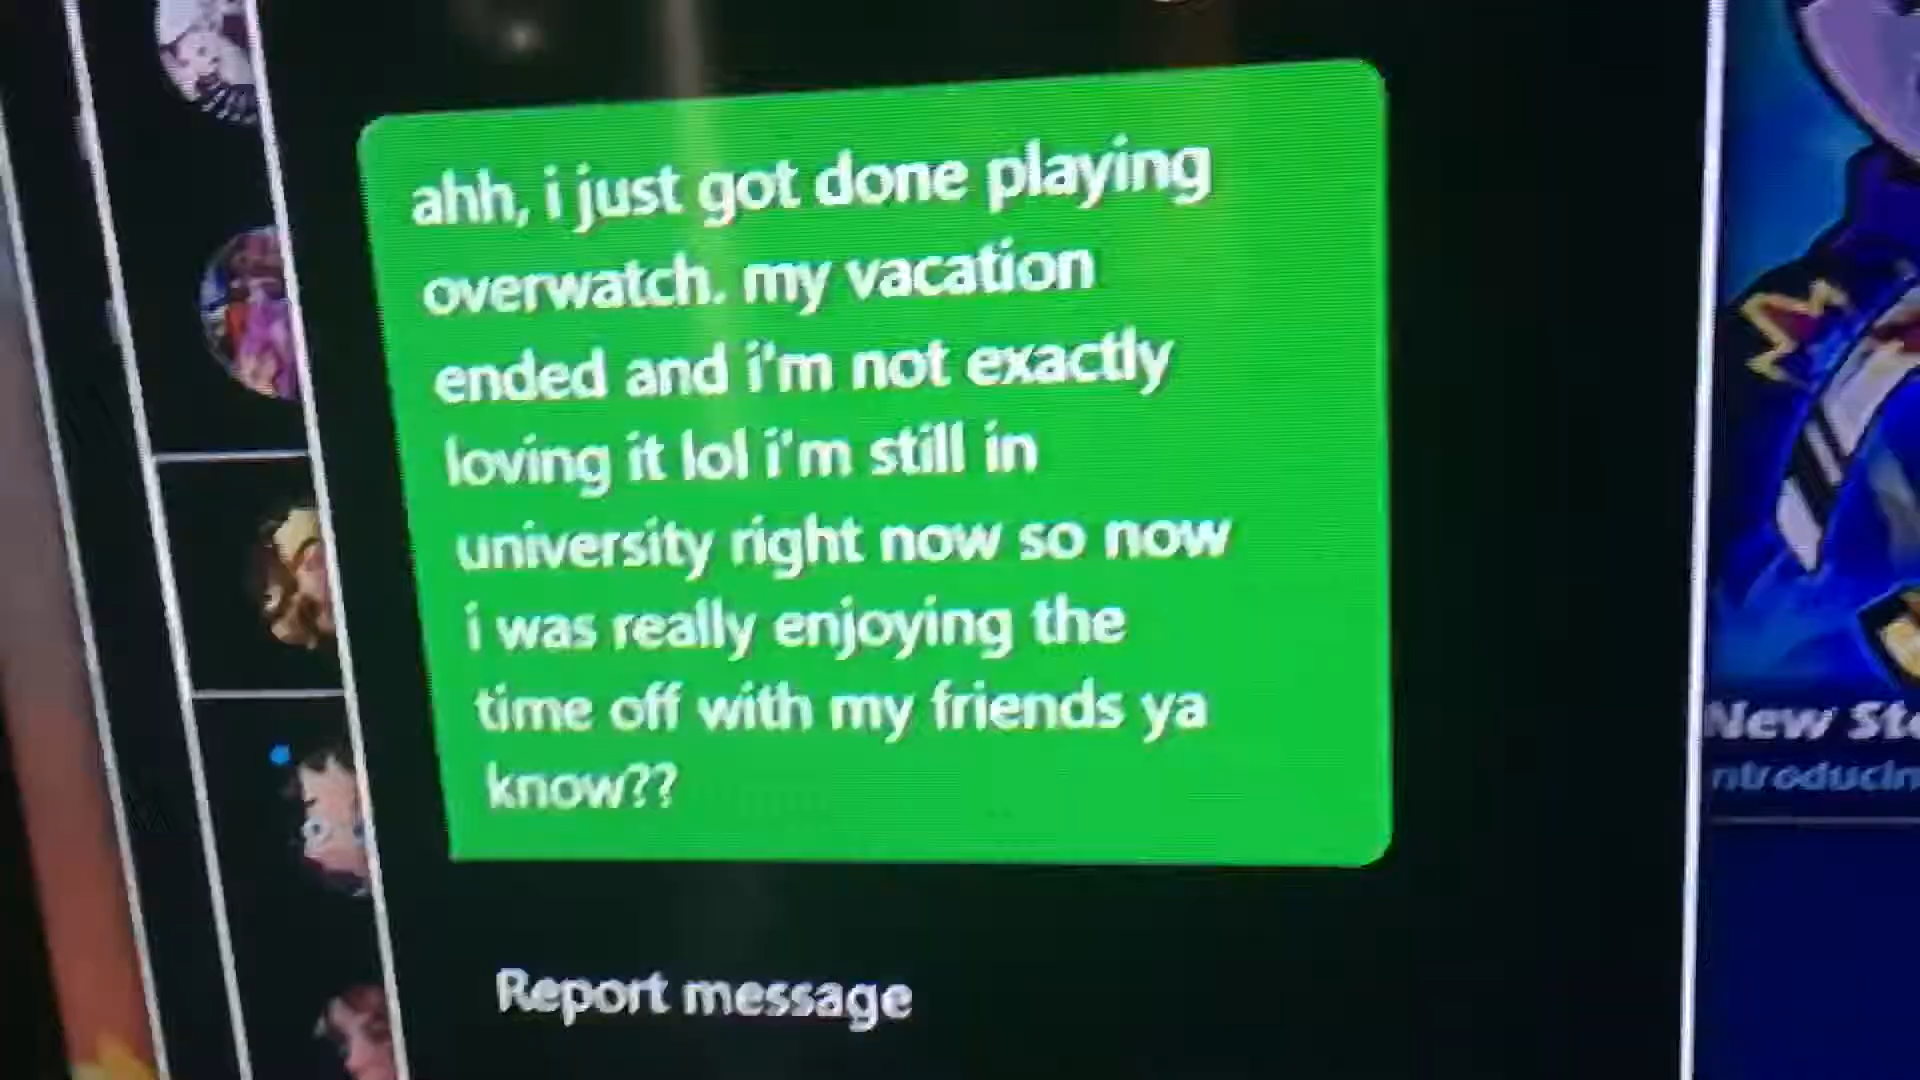 ahh, i just got done playing
overwatch. my vacation
ended and i'm not exactly
loving it lol i'm still in
university right now so now
i was really enjoying the
time off with my friends ya
know??
Report message
New